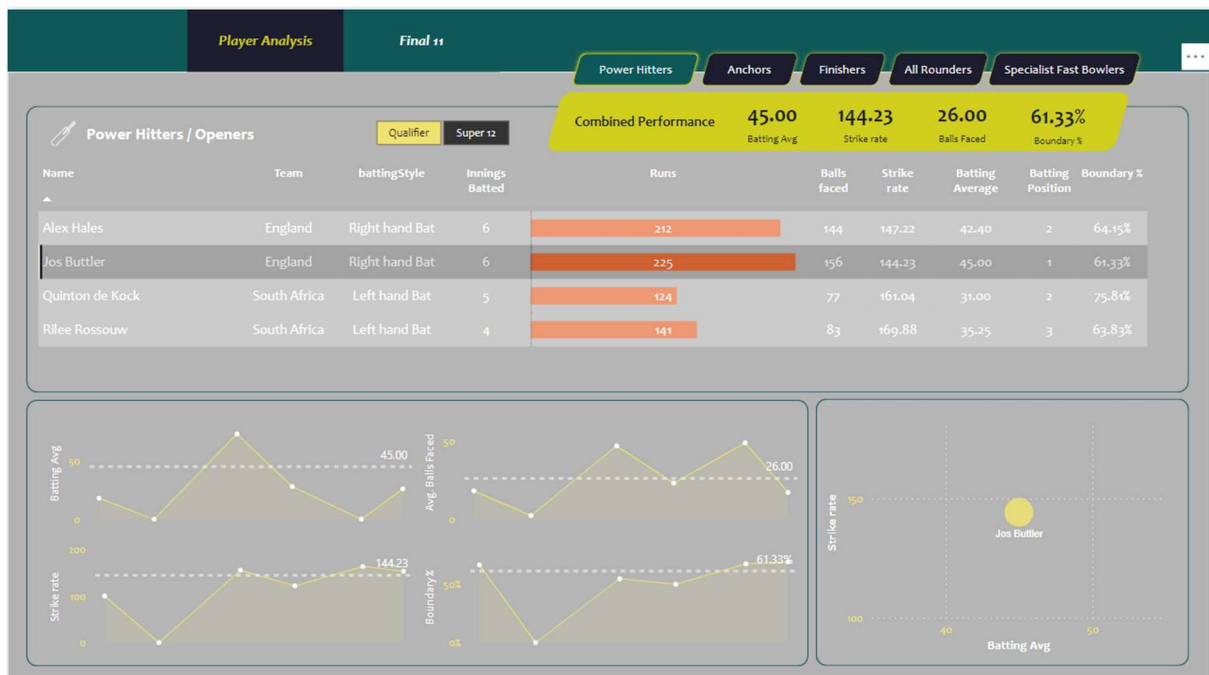 Player Analysis Final 11
Power Hitters Anchors Finishers All Rounders Specialist Fast Bowlers
Combined Performance 45.00 144.23 26.00 61.33%
Batting Avg Strike rate Balls Faced Boundary %
Power Hitters / Openers Qualifier Super 12
Name Team battingStyle Innings Batted Runs Balls faced Strike rate Batting Average Batting Position Boundary %
Alex Hales England Right hand Bat 6 212 144 147.22 42.40 2 64.15%
Jos Buttler England Right hand Bat 6 225 156 144.23 45.00 1 61.33%
Quinton de Kock South Africa Left hand Bat 5 124 77 161.04 31.00 2 75.81%
Rilee Rossouw South Africa Left hand Bat 4 141 83 169.88 35.25 3 63.83%
Batting Avg
50
0
45.00
Avg. Balls Faced
50
0
26.00
Strike rate
200
100
0
144.23
Boundary %
50%
0%
61.33%
Strike rate
150
100
Jos Buttler
40 50
Batting Avg